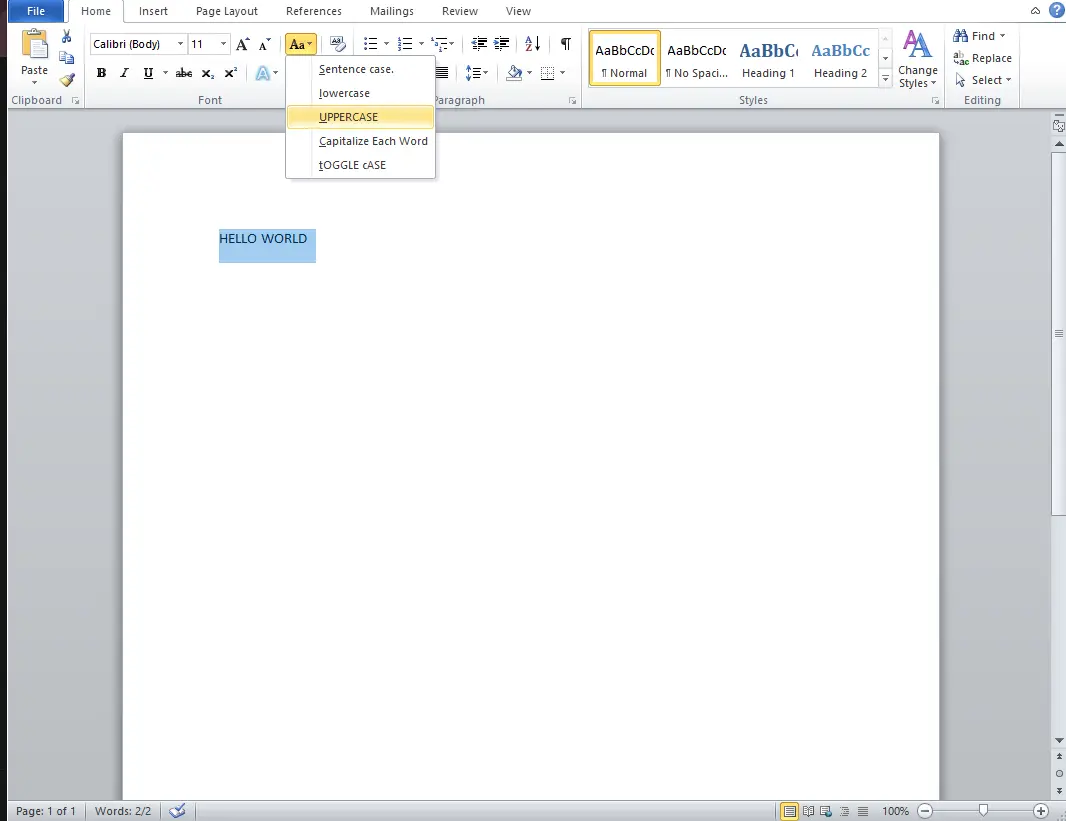 File Home Insert Page Layout References Mailings Review View
Calibri (Body) 11 Aa
Paste
B I U abc x₂ x² A
AaBbCcDc AaBbCcDc AaBbCc AaBbCc
¶ Normal ¶ No Spaci... Heading 1 Heading 2
Change
Styles
Find
Replace
Select
Clipboard Font Paragraph Styles Editing
Sentence case.
lowercase
UPPERCASE
Capitalize Each Word
tOGGLE cASE
HELLO WORLD
Page: 1 of 1 Words: 2/2 100%